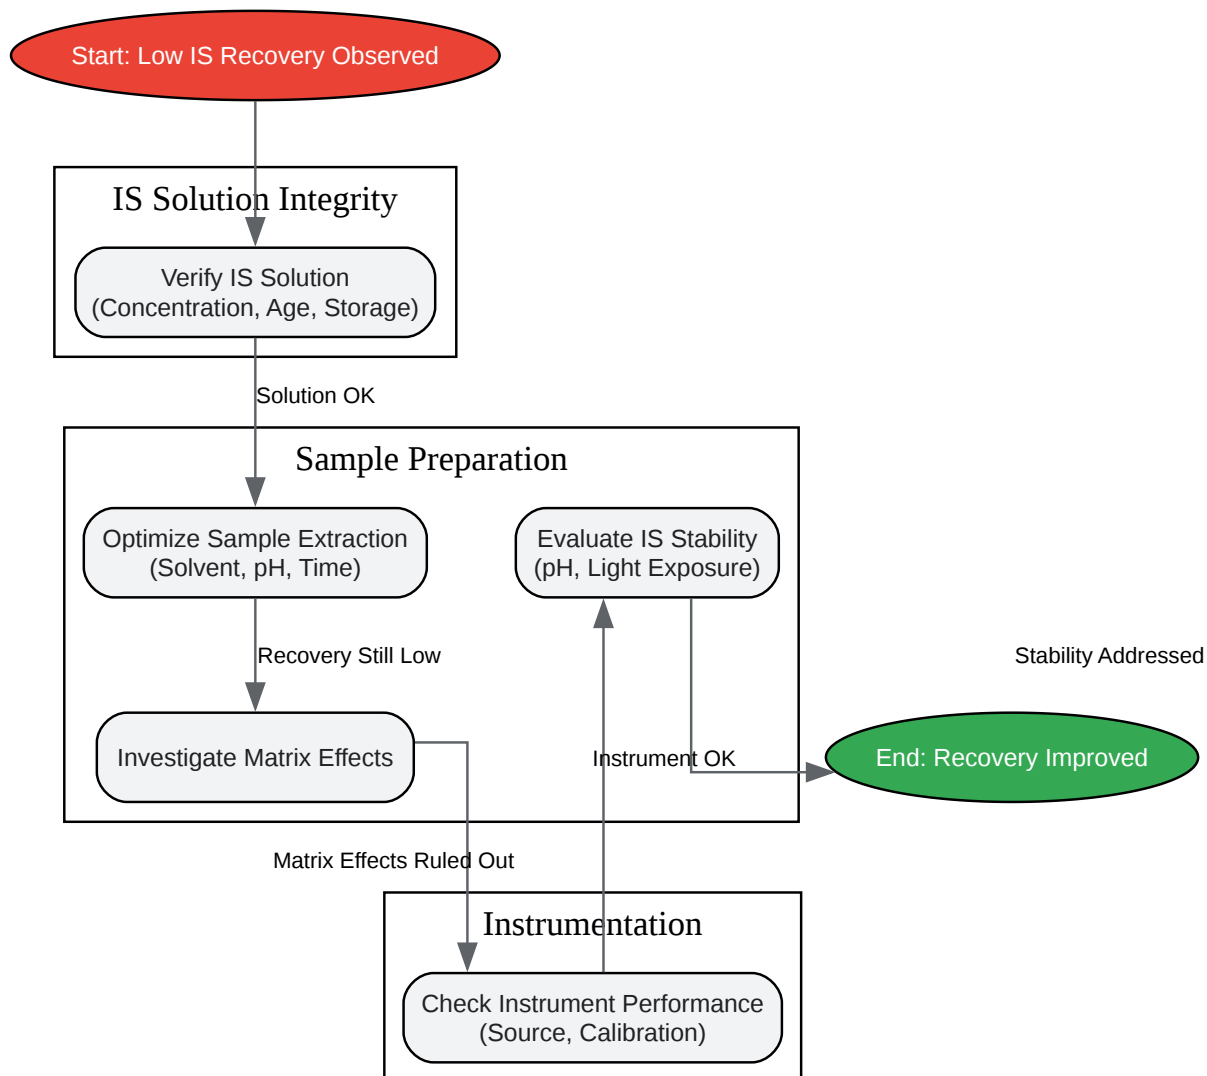 Start: Low IS Recovery Observed
IS Solution Integrity
Verify IS Solution
(Concentration, Age, Storage)
Solution OK
Sample Preparation
Optimize Sample Extraction
(Solvent, pH, Time)
Evaluate IS Stability
(pH, Light Exposure)
Recovery Still Low
Stability Addressed
Investigate Matrix Effects
Instrument OK
End: Recovery Improved
Matrix Effects Ruled Out
Instrumentation
Check Instrument Performance
(Source, Calibration)